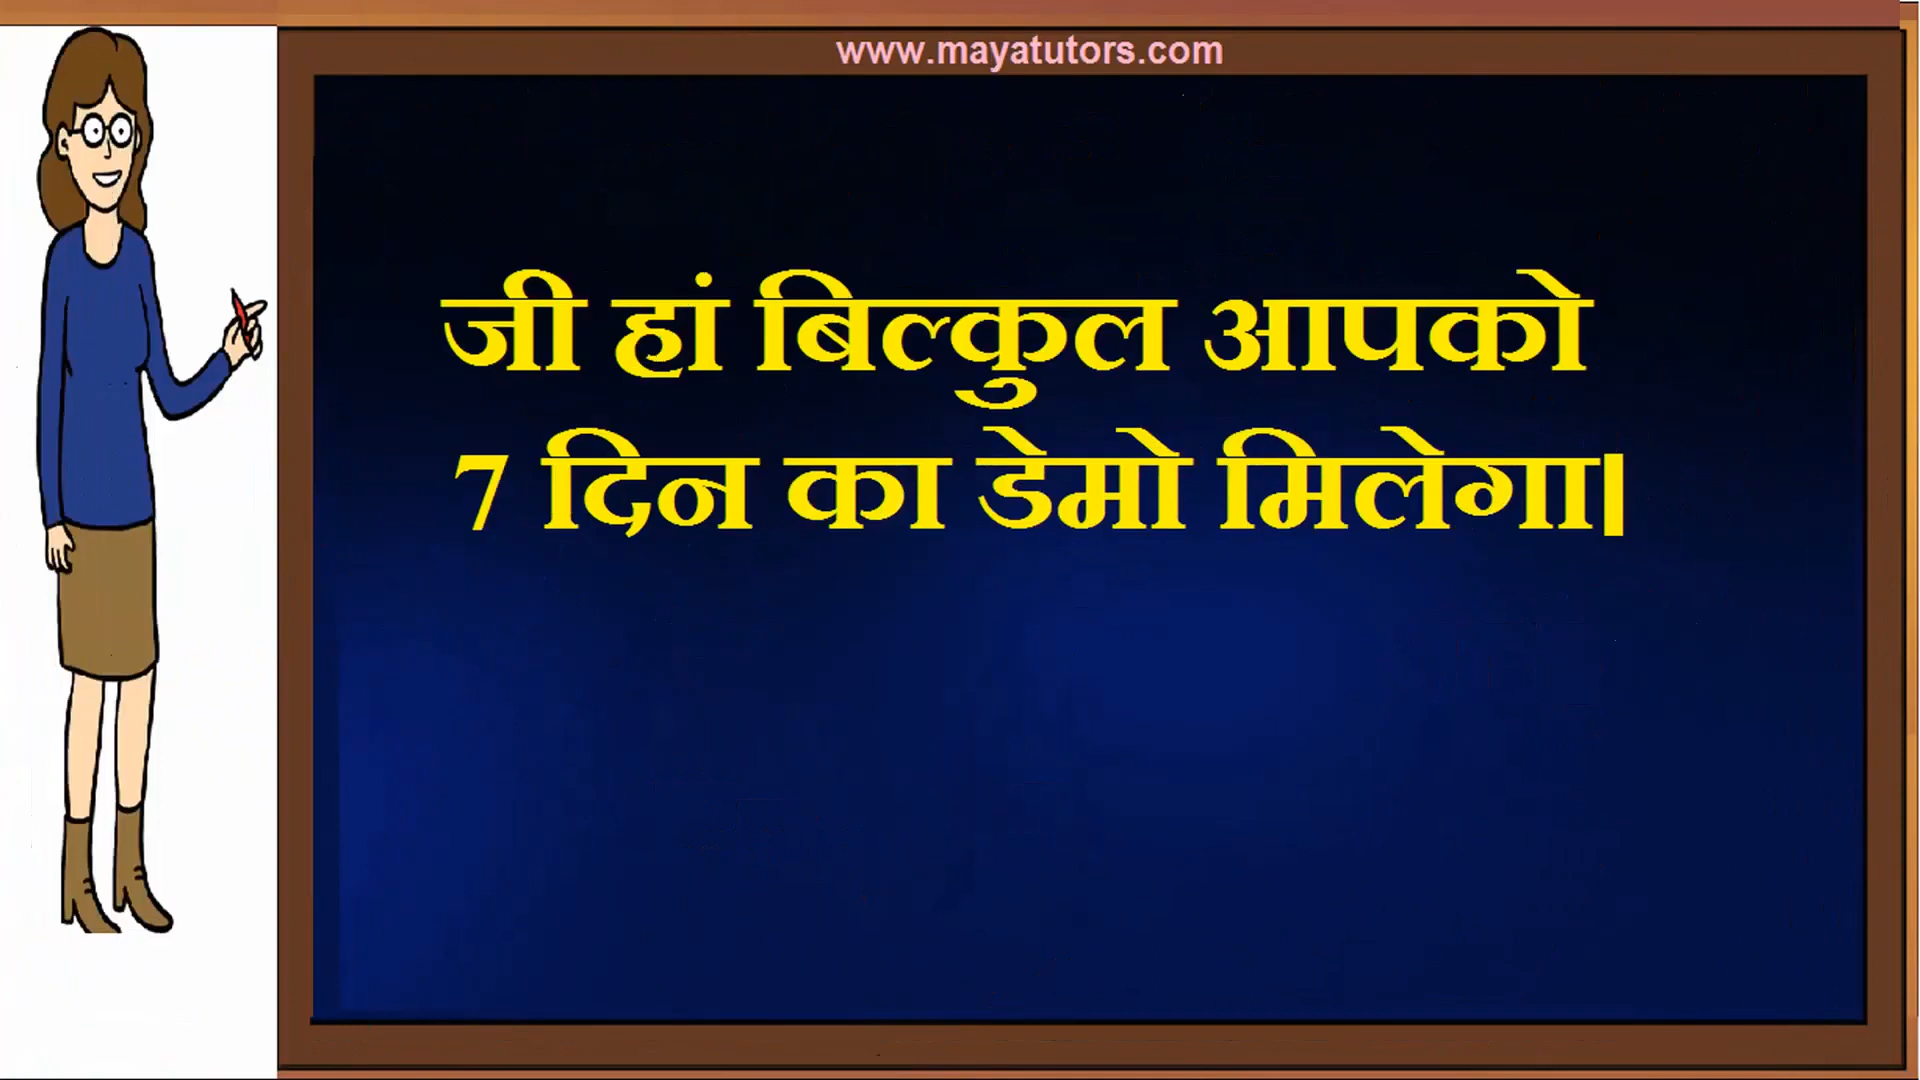 www.mayatutors.com
जी हां बिल्कुल आपको
7 दिन का डेमो मिलेगा|